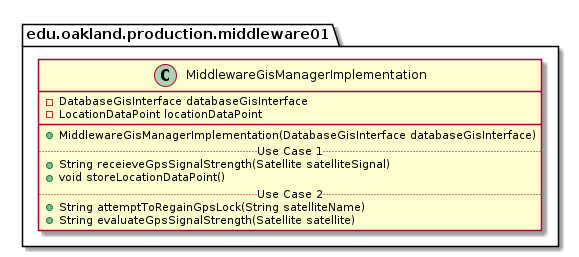 edu.oakland.production.middleware01
C MiddlewareGisManagerImplementation
DatabaseGisInterface databaseGisInterface
LocationDataPoint locationDataPoint
MiddlewareGisManagerImplementation(DatabaseGisInterface databaseGisInterface)
Use Case 1
String receieveGpsSignalStrength(Satellite satelliteSignal)
void storeLocationDataPoint()
Use Case 2
String attemptToRegainGpsLock(String satelliteName)
String evaluateGpsSignalStrength(Satellite satellite)